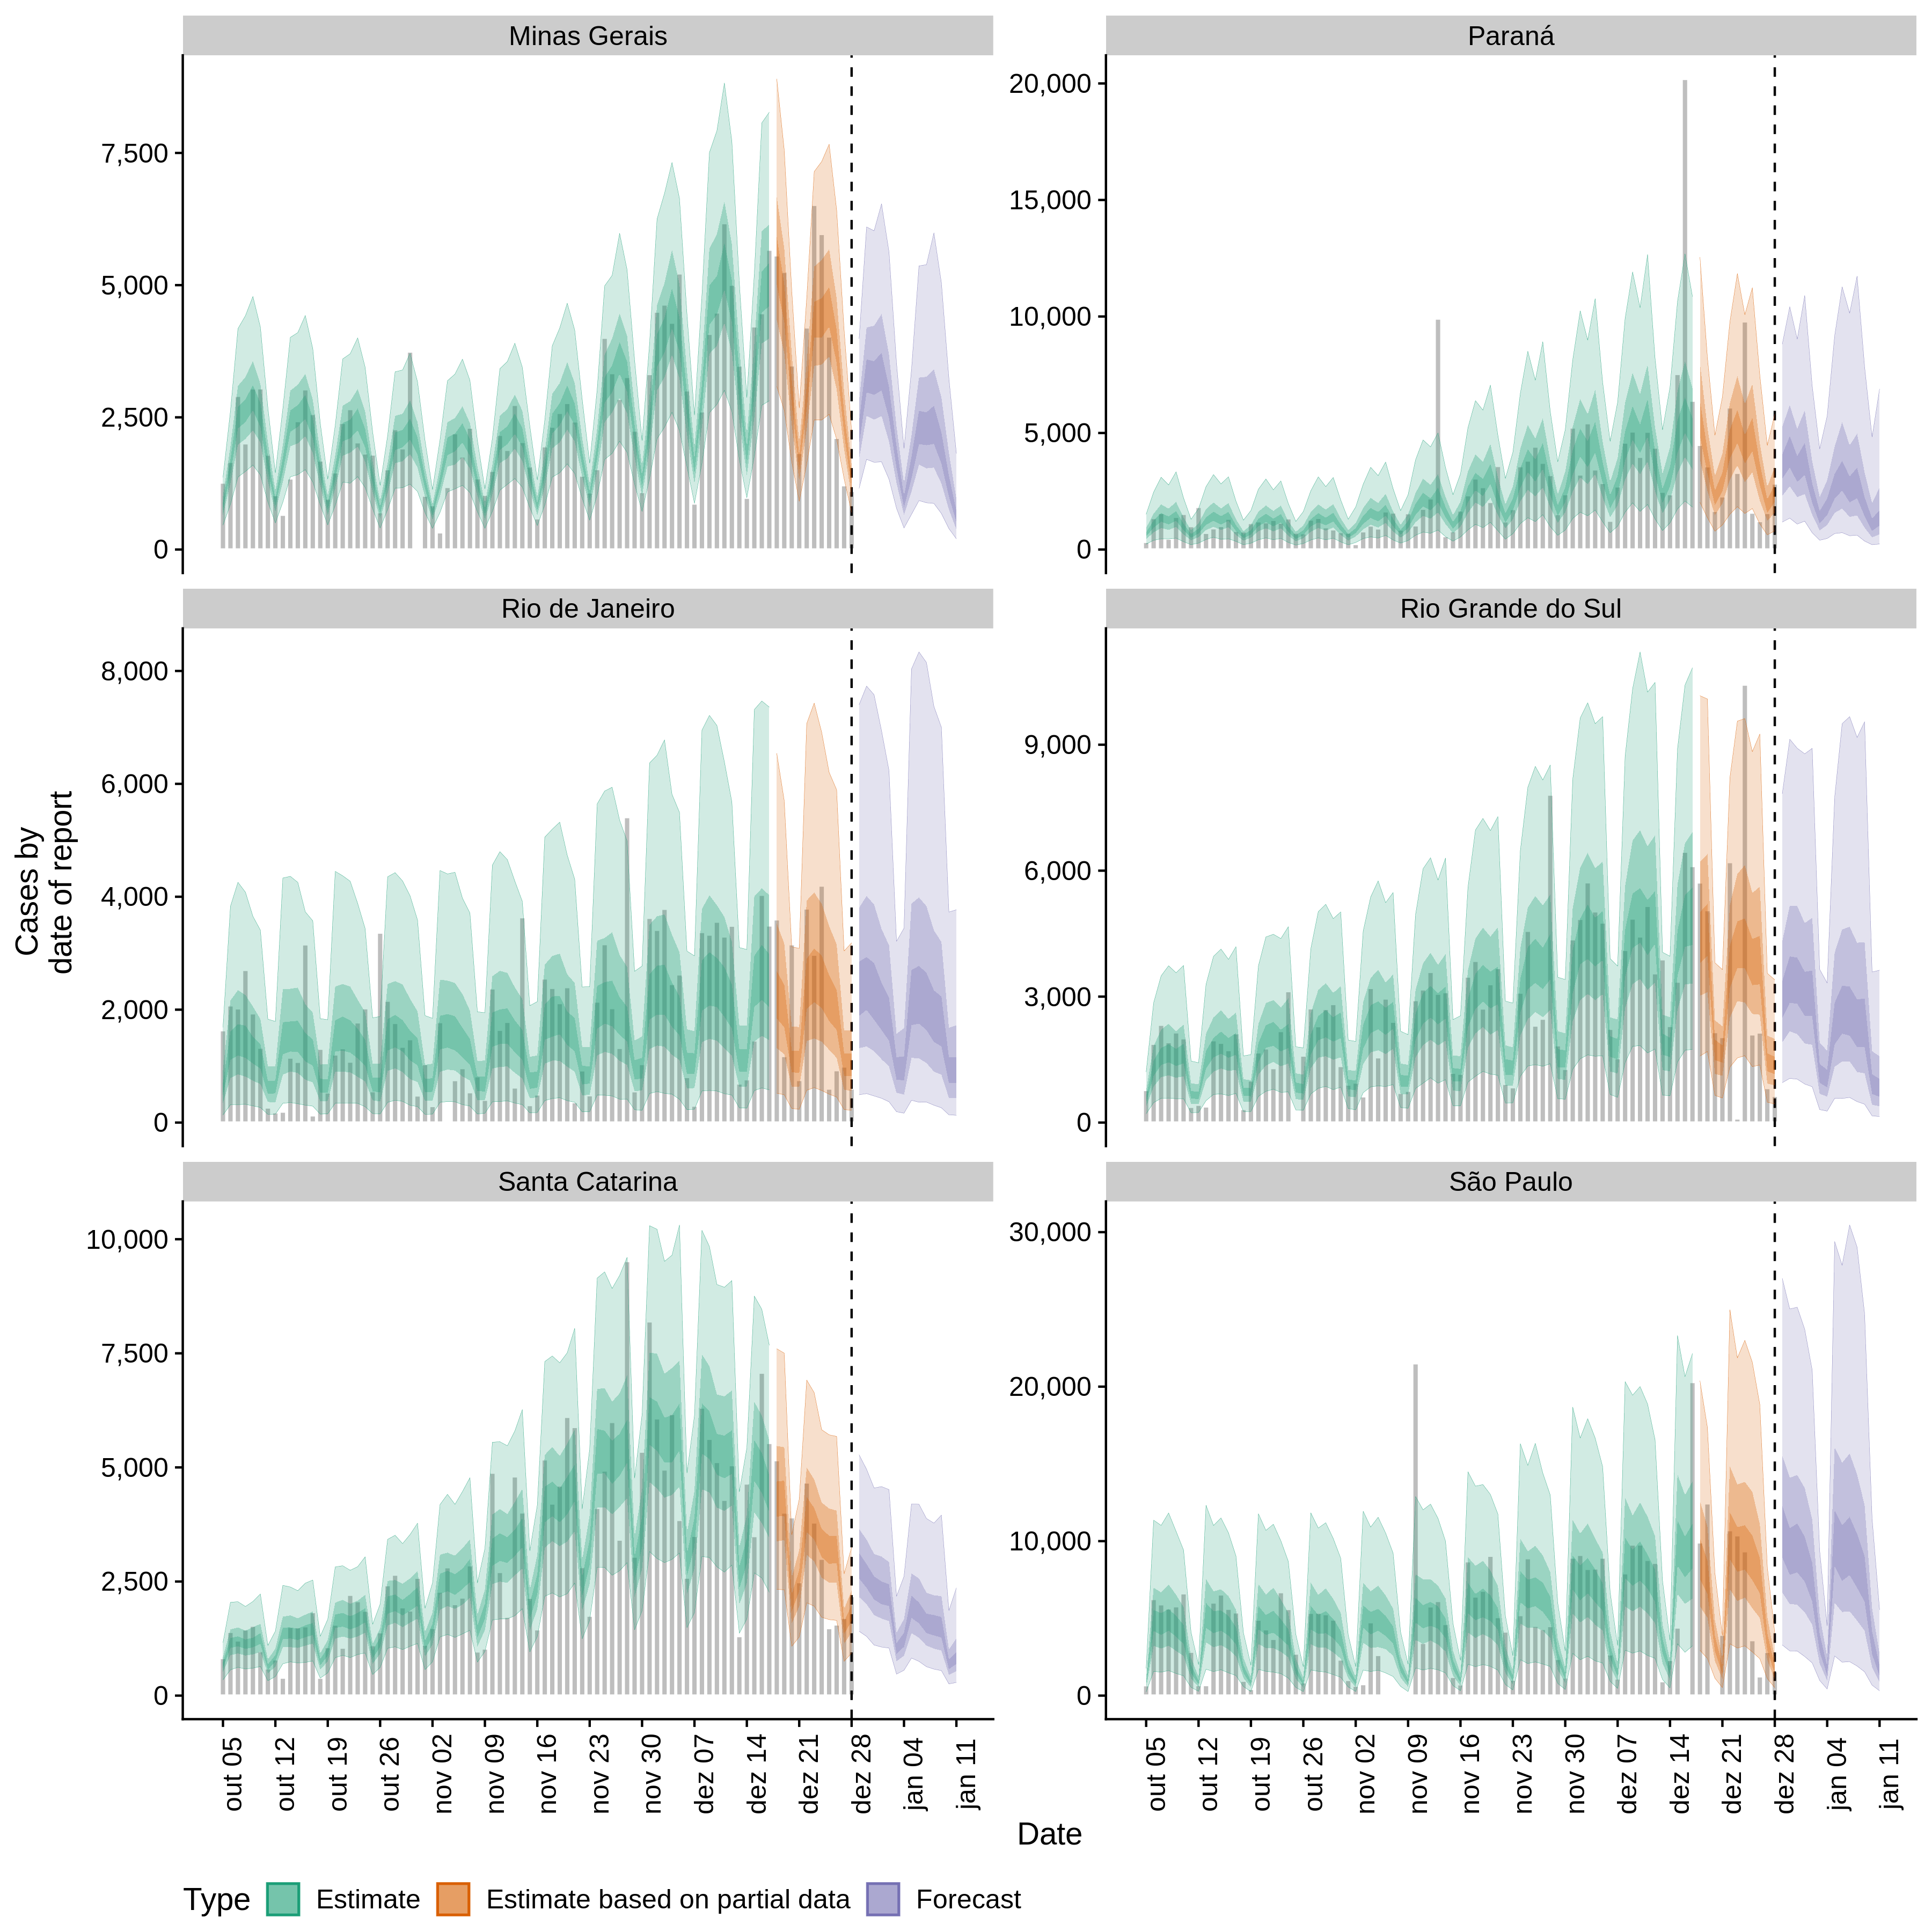 Minas Gerais
Paraná
7,500
5,000
2,500
0
20,000
15,000
10,000
5,000
0
Rio de Janeiro
Rio Grande do Sul
8,000
6,000
4,000
2,000
0
9,000
6,000
3,000
0
Cases by
date of report
Santa Catarina
São Paulo
10,000
7,500
5,000
2,500
0
30,000
20,000
10,000
0
out 05
out 12
out 19
out 26
nov 02
nov 09
nov 16
nov 23
nov 30
dez 07
dez 14
dez 21
dez 28
jan 04
jan 11
out 05
out 12
out 19
out 26
nov 02
nov 09
nov 16
nov 23
nov 30
dez 07
dez 14
dez 21
dez 28
jan 04
jan 11
Date
Type Estimate Estimate based on partial data Forecast